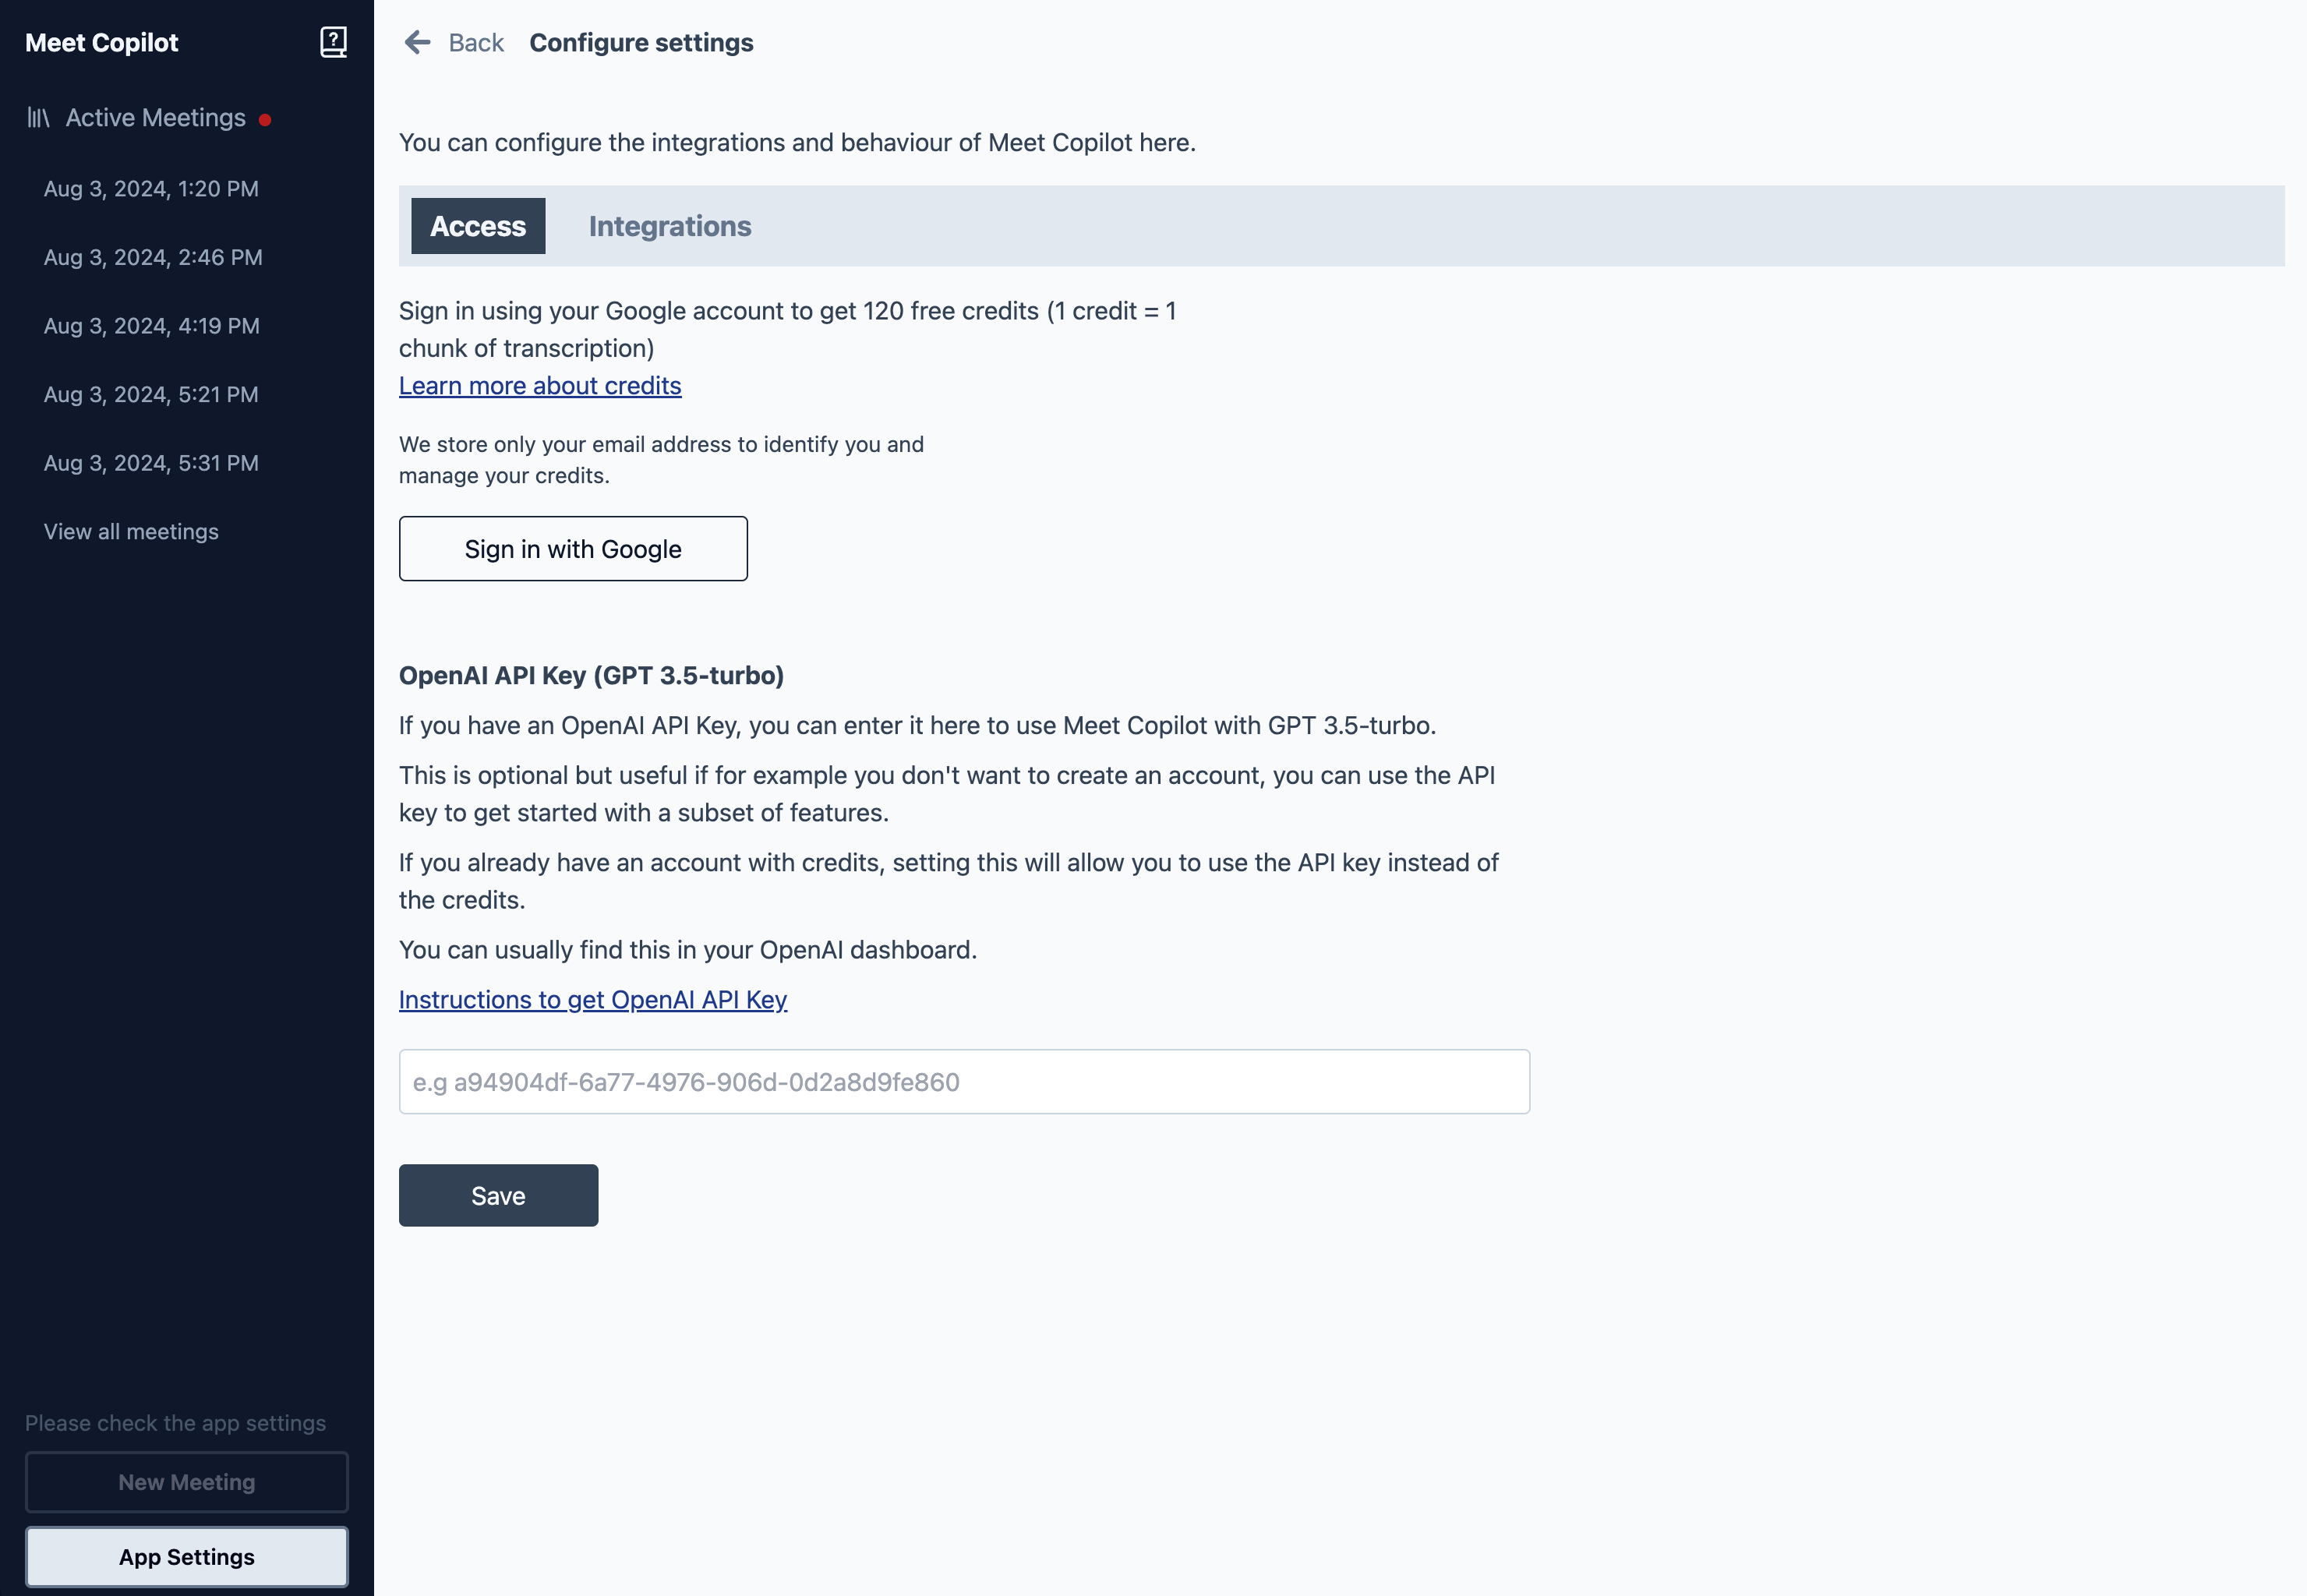 Meet Copilot
Active Meetings
Aug 3, 2024, 1:20 PM
Aug 3, 2024, 2:46 PM
Aug 3, 2024, 4:19 PM
Aug 3, 2024, 5:21 PM
Aug 3, 2024, 5:31 PM
View all meetings
Please check the app settings
New Meeting
App Settings
Back Configure settings
You can configure the integrations and behaviour of Meet Copilot here.
Access Integrations
Sign in using your Google account to get 120 free credits (1 credit = 1
chunk of transcription)
Learn more about credits
We store only your email address to identify you and
manage your credits.
Sign in with Google
OpenAI API Key (GPT 3.5-turbo)
If you have an OpenAI API Key, you can enter it here to use Meet Copilot with GPT 3.5-turbo.
This is optional but useful if for example you don't want to create an account, you can use the API
key to get started with a subset of features.
If you already have an account with credits, setting this will allow you to use the API key instead of
the credits.
You can usually find this in your OpenAI dashboard.
Instructions to get OpenAI API Key
e.g a94904df-6a77-4976-906d-0d2a8d9fe860
Save